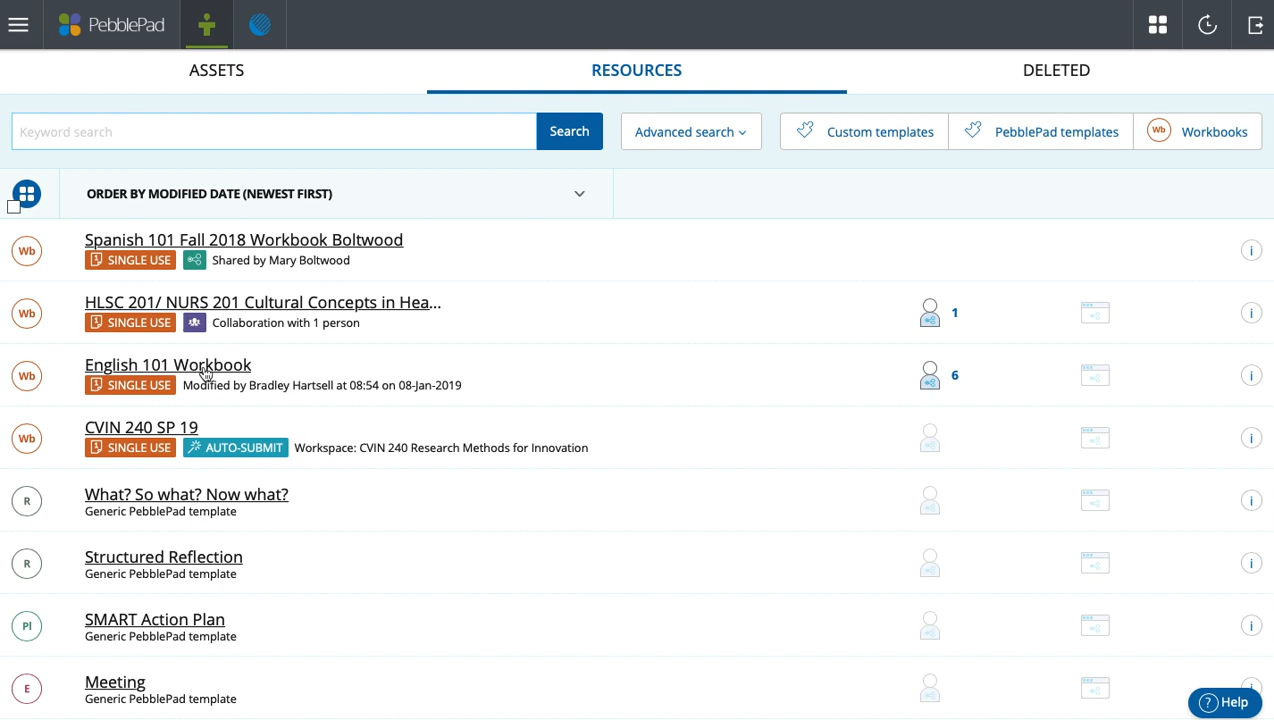 PebblePad
ASSETS
RESOURCES
DELETED
Keyword search
Search
Advanced search
Custom templates
PebblePad templates
Wb
Workbooks
ORDER BY MODIFIED DATE (NEWEST FIRST)
Wb
Spanish 101 Fall 2018 Workbook Boltwood
SINGLE USE
Shared by Mary Boltwood
i
Wb
HLSC 201/ NURS 201 Cultural Concepts in Hea...
SINGLE USE
Collaboration with 1 person
1
i
Wb
English 101 Workbook
SINGLE USE
Modified by Bradley Hartsell at 08:54 on 08-Jan-2019
6
i
Wb
CVIN 240 SP 19
SINGLE USE
AUTO-SUBMIT
Workspace: CVIN 240 Research Methods for Innovation
i
R
What? So what? Now what?
Generic PebblePad template
i
R
Structured Reflection
Generic PebblePad template
i
Pl
SMART Action Plan
Generic PebblePad template
i
E
Meeting
Generic PebblePad template
i
? Help